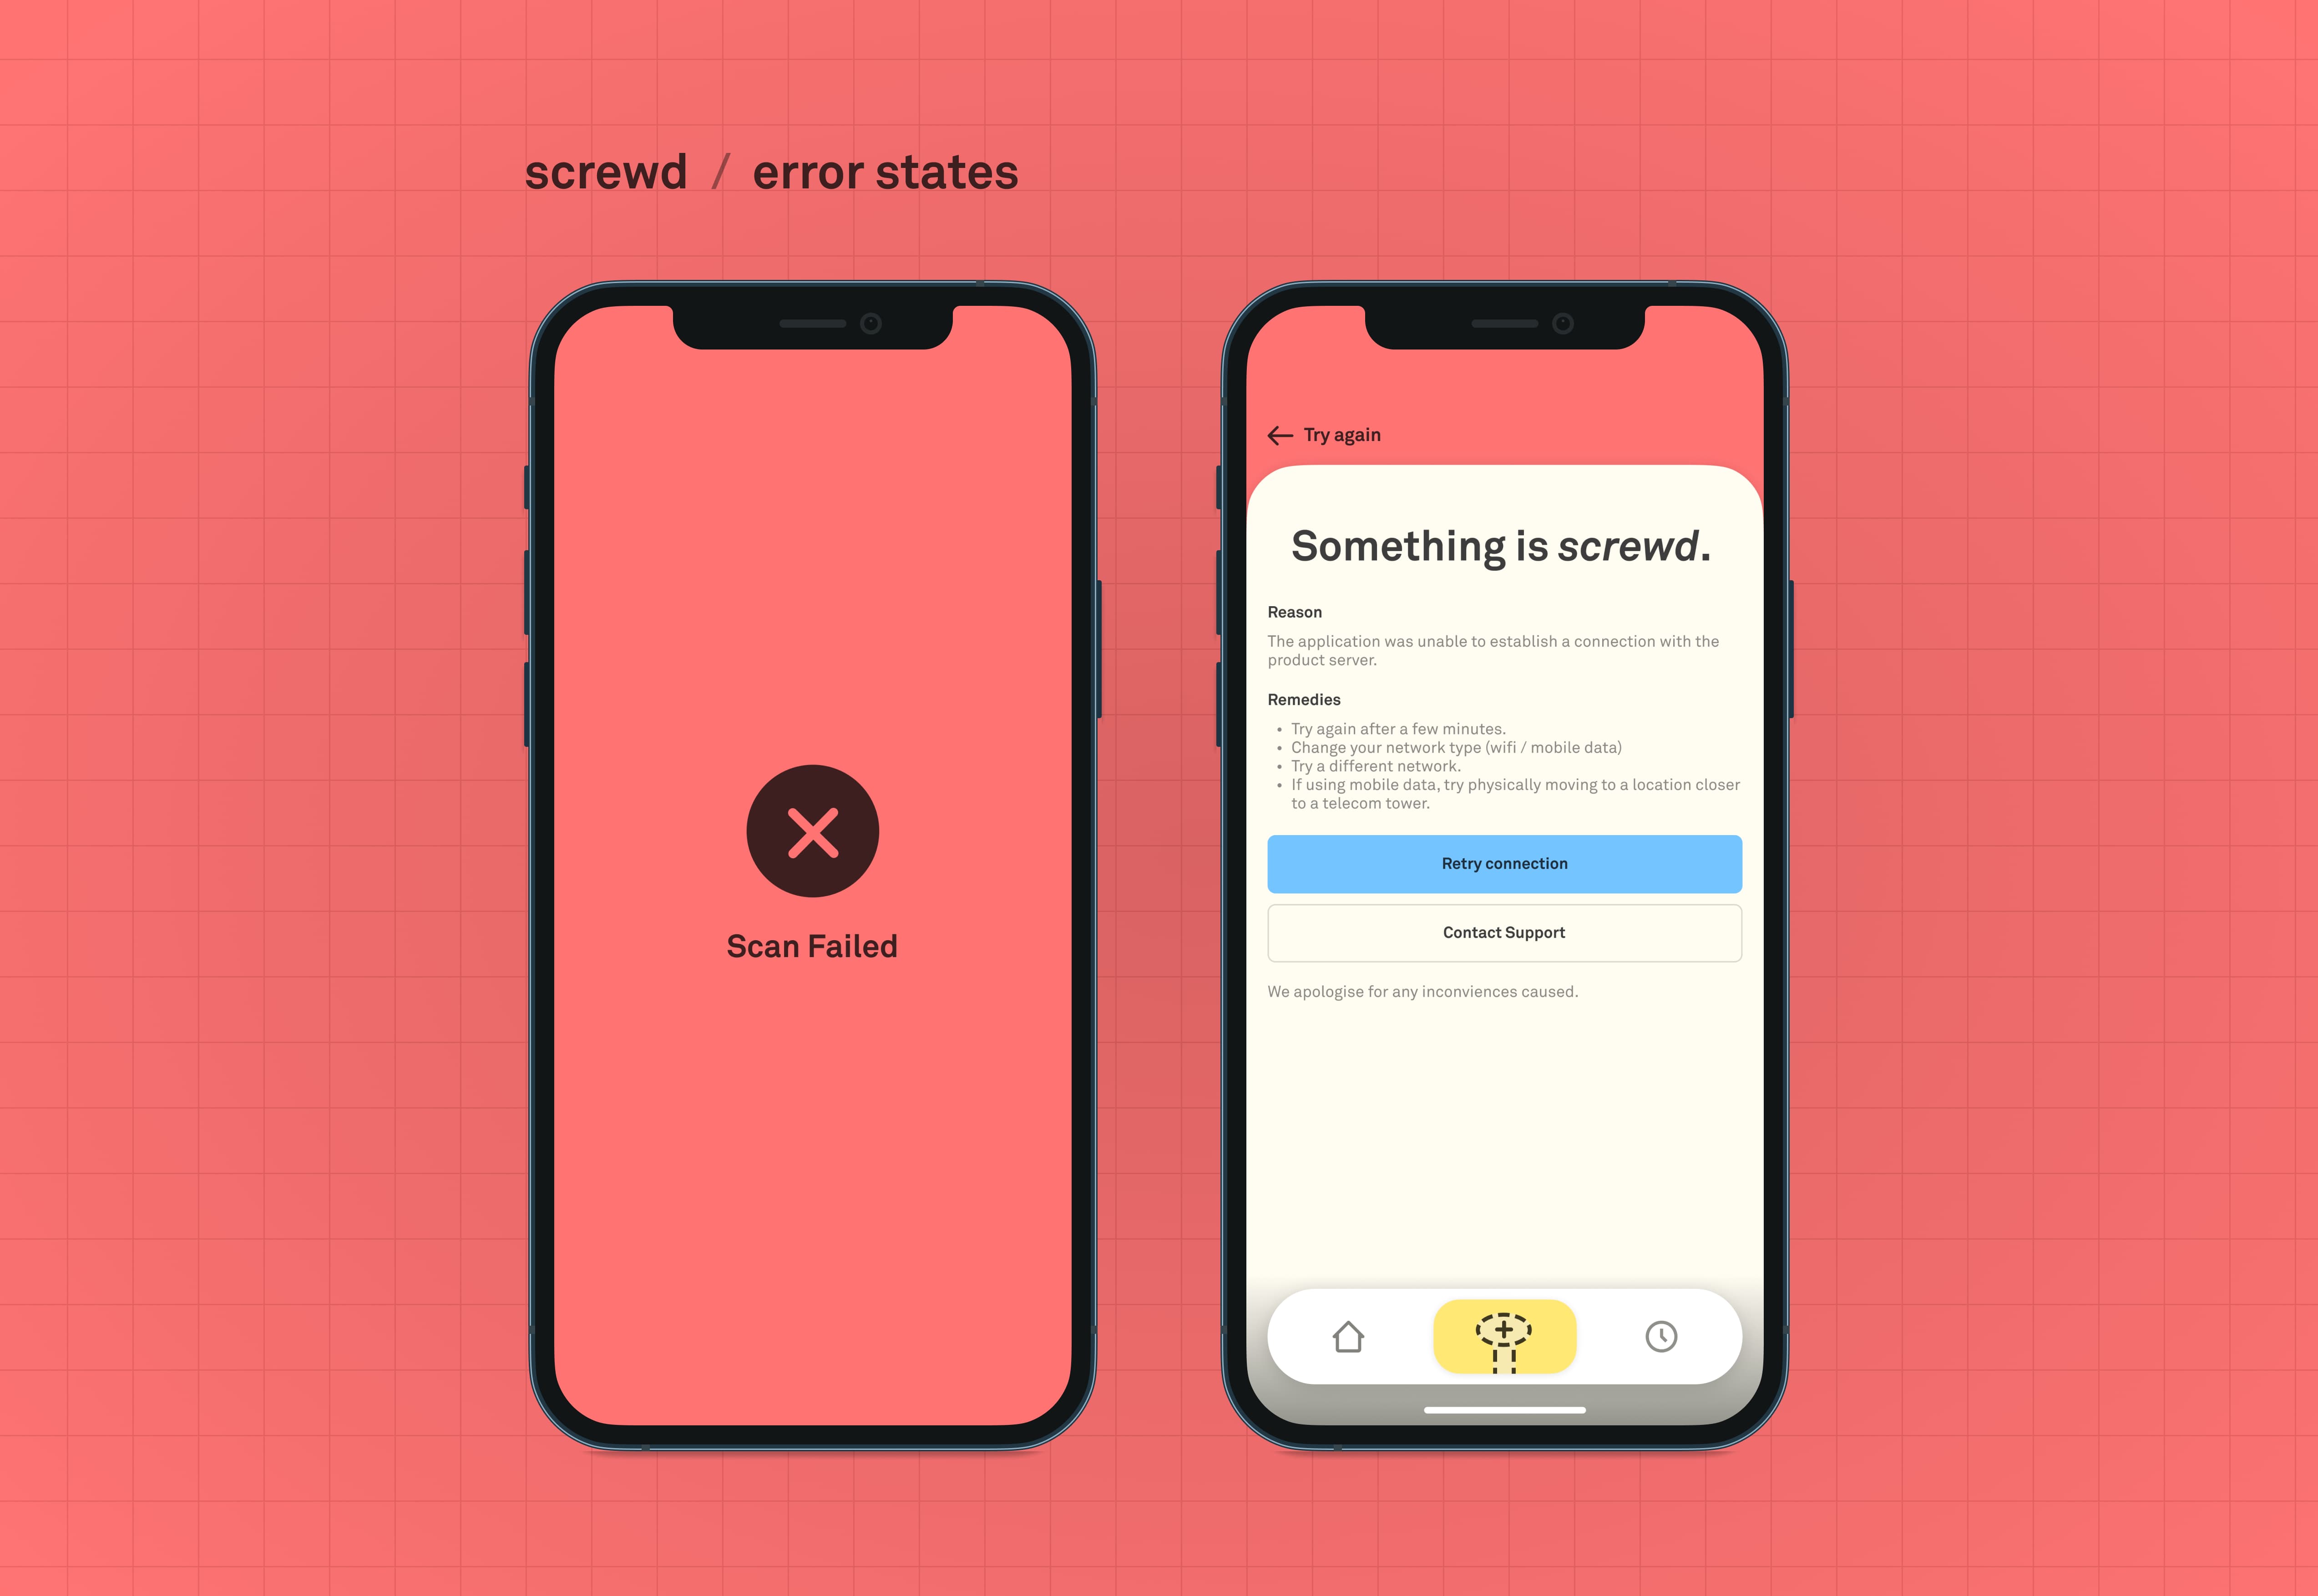 screwd / error states
Scan Failed
Try again
Something is screwd.
Reason
The application was unable to establish a connection with the
product server.
Remedies
• Try again after a few minutes.
• Change your network type (wifi / mobile data)
• Try a different network.
• If using mobile data, try physically moving to a location closer
to a telecom tower.
Retry connection
Contact Support
We apologise for any inconviences caused.